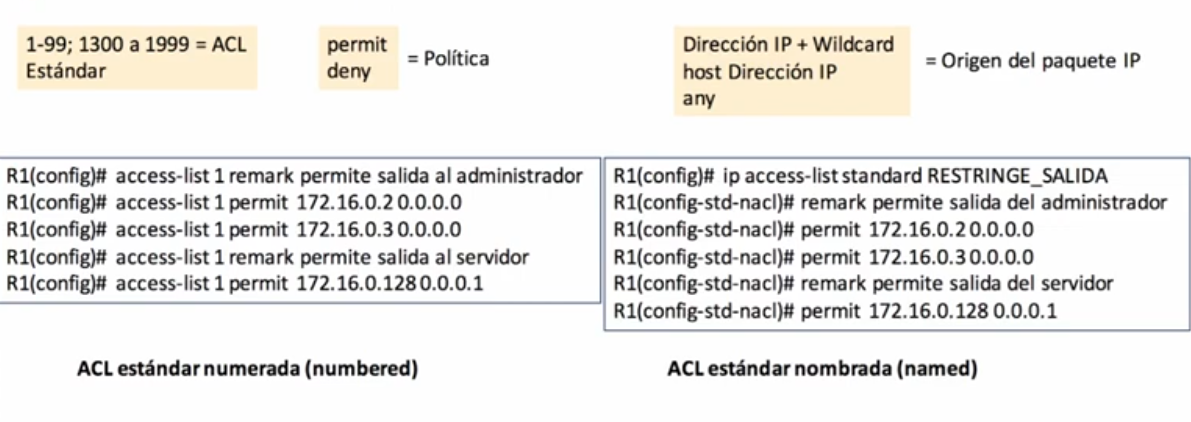 1-99; 1300 a 1999 = ACL
Estándar
permit
deny
= Política
Dirección IP + Wildcard
host Dirección IP
any
= Origen del paquete IP
R1(config)# access-list 1 remark permite salida al administrador
R1(config)# access-list 1 permit 172.16.0.2 0.0.0.0
R1(config)# access-list 1 permit 172.16.0.3 0.0.0.0
R1(config)# access-list 1 remark permite salida al servidor
R1(config)# access-list 1 permit 172.16.0.128 0.0.0.1
R1(config)# ip access-list standard RESTRINGE_SALIDA
R1(config-std-nacl)# remark permite salida del administrador
R1(config-std-nacl)# permit 172.16.0.2 0.0.0.0
R1(config-std-nacl)# permit 172.16.0.3 0.0.0.0
R1(config-std-nacl)# remark permite salida del servidor
R1(config-std-nacl)# permit 172.16.0.128 0.0.0.1
ACL estándar numerada (numbered)
ACL estándar nombrada (named)